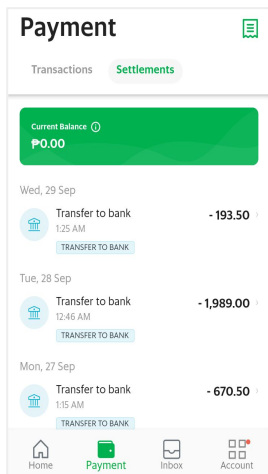 Payment
Transactions Settlements
Current Balance
₱0.00
Wed, 29 Sep
Transfer to bank - 193.50
1:25 AM
TRANSFER TO BANK
Tue, 28 Sep
Transfer to bank - 1,989.00
12:46 AM
TRANSFER TO BANK
Mon, 27 Sep
Transfer to bank - 670.50
1:15 AM
TRANSFER TO BANK
Home Payment Inbox Account